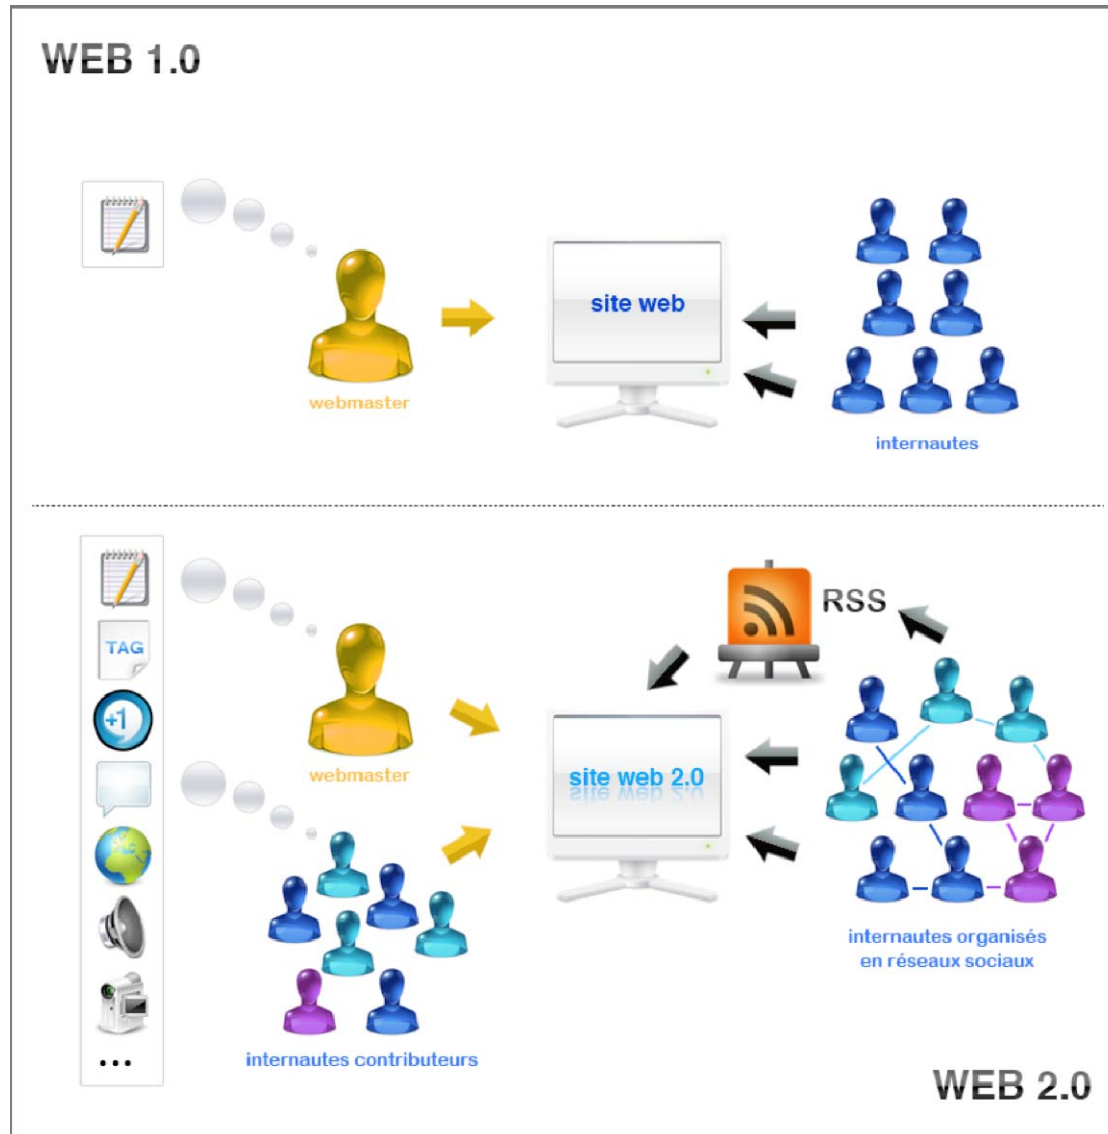 WEB 1.0
site web
webmaster
internautes
RSS
TAG
+1
webmaster
site web 2.0
internautes organisés
en réseaux sociaux
internautes contributeurs
...
WEB 2.0